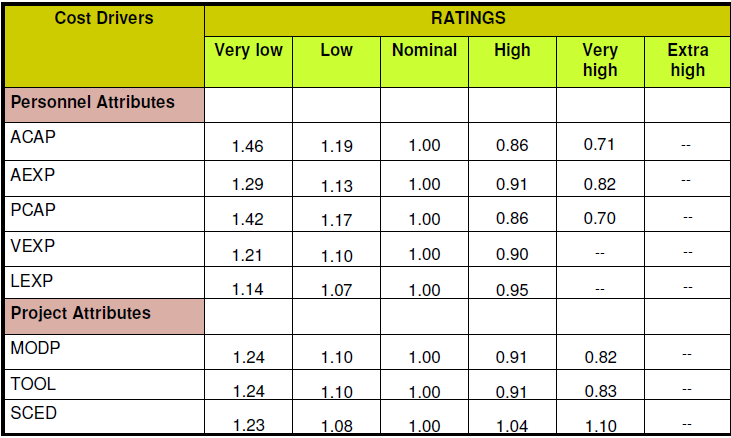 Cost Drivers RATINGS
Very low Low Nominal High Very high Extra high
Personnel Attributes
ACAP 1.46 1.19 1.00 0.86 0.71 --
AEXP 1.29 1.13 1.00 0.91 0.82 --
PCAP 1.42 1.17 1.00 0.86 0.70 --
VEXP 1.21 1.10 1.00 0.90 -- --
LEXP 1.14 1.07 1.00 0.95 -- --
Project Attributes
MODP 1.24 1.10 1.00 0.91 0.82 --
TOOL 1.24 1.10 1.00 0.91 0.83 --
SCED 1.23 1.08 1.00 1.04 1.10 --